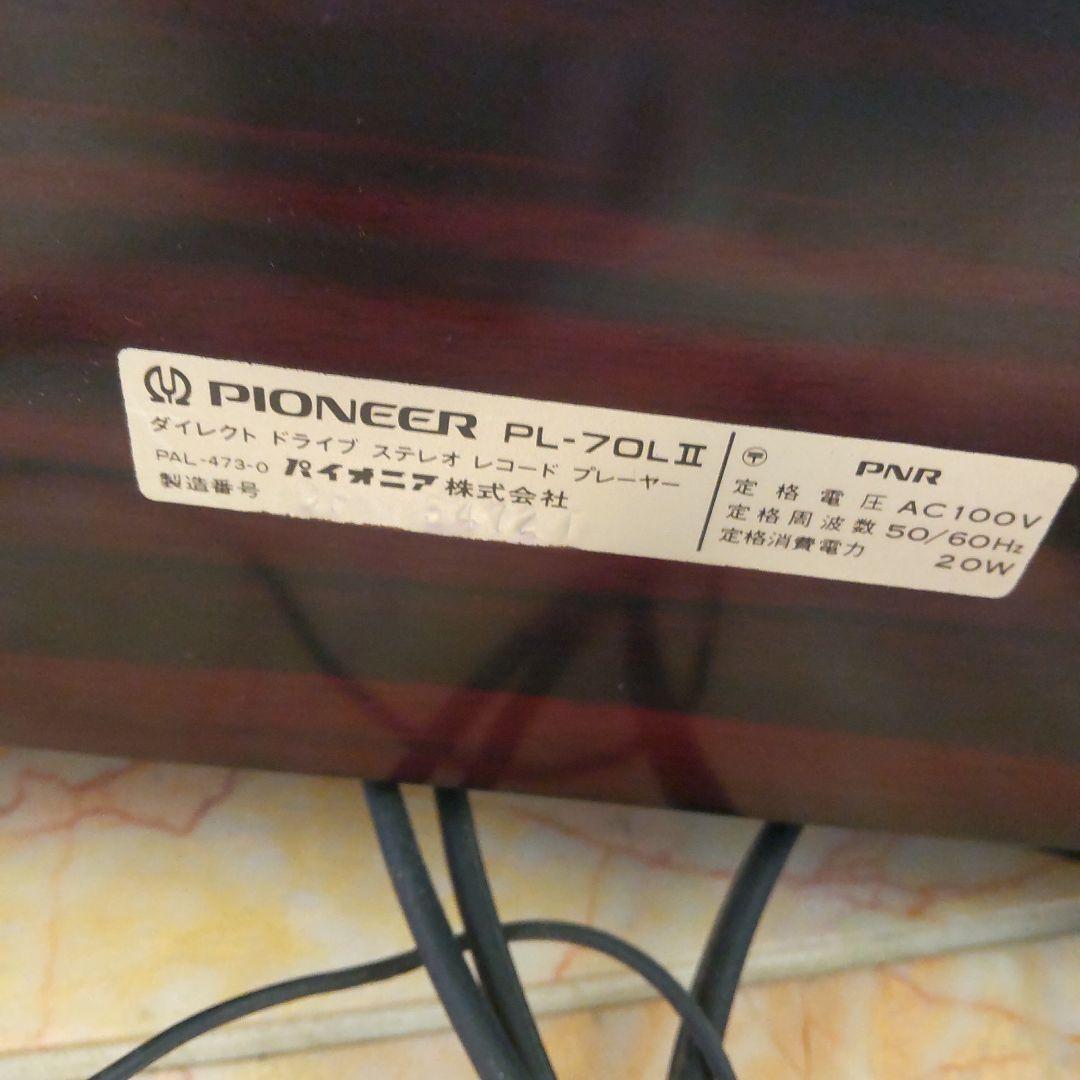 PIONEER PL-70LII
ダイレクト ドライブ ステレオ レコード プレーヤー
PAL-473-0 パイオニア株式会社
製造番号
〒 PNR
定格電圧 AC100V
定格周波数 50/60Hz
定格消費電力 20W